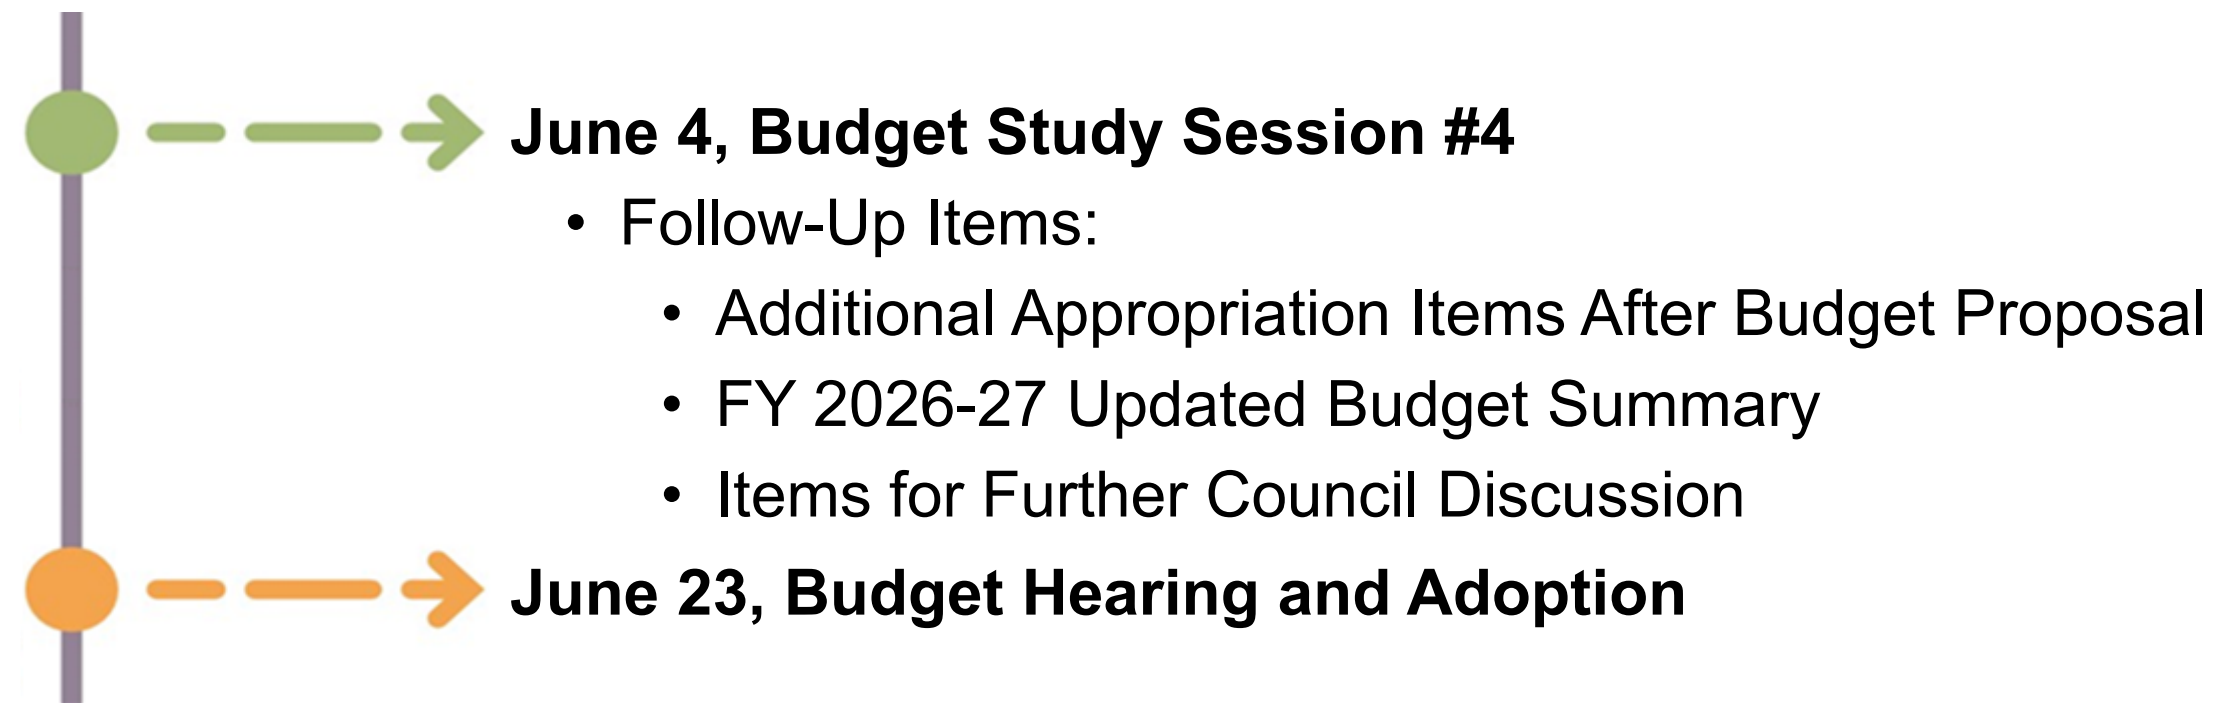 June 4, Budget Study Session #4
• Follow-Up Items:
• Additional Appropriation Items After Budget Proposal
• FY 2026-27 Updated Budget Summary
• Items for Further Council Discussion
June 23, Budget Hearing and Adoption